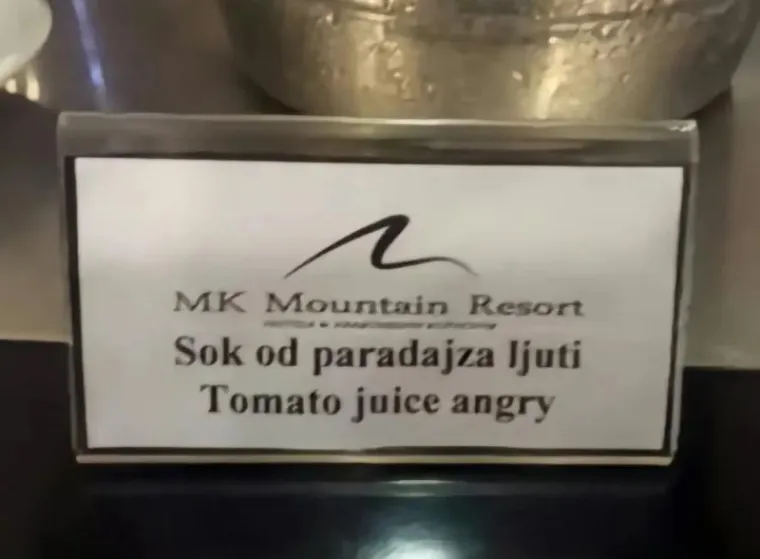 MK Mountain Resort
Sok od paradajza ljuti
Tomato juice angry